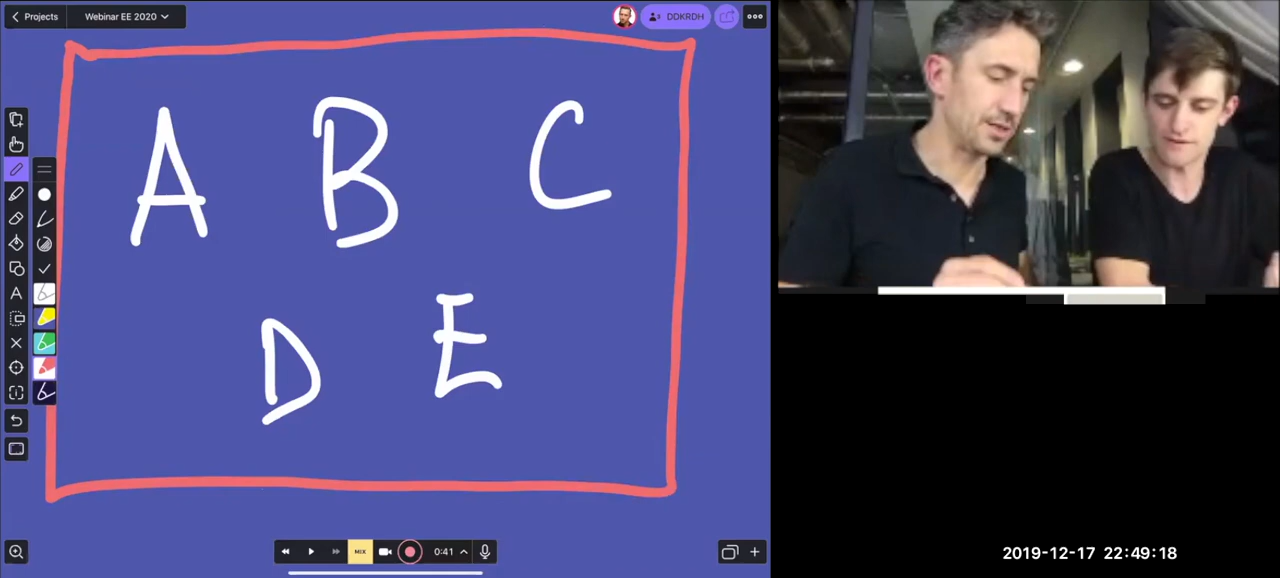 Projects Webinar EE 2020 DDKRDH
A B C
D E
A
MIX 0:41
2019-12-17 22:49:18